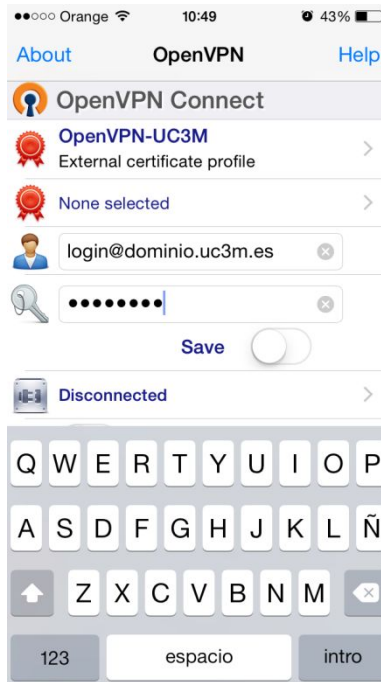 Orange 10:49 43%
About OpenVPN Help
OpenVPN Connect
OpenVPN-UC3M
External certificate profile
None selected
login@dominio.uc3m.es
••••••••
Save
Disconnected
Q W E R T Y U I O P
A S D F G H J K L Ñ
Z X C V B N M
123 espacio intro